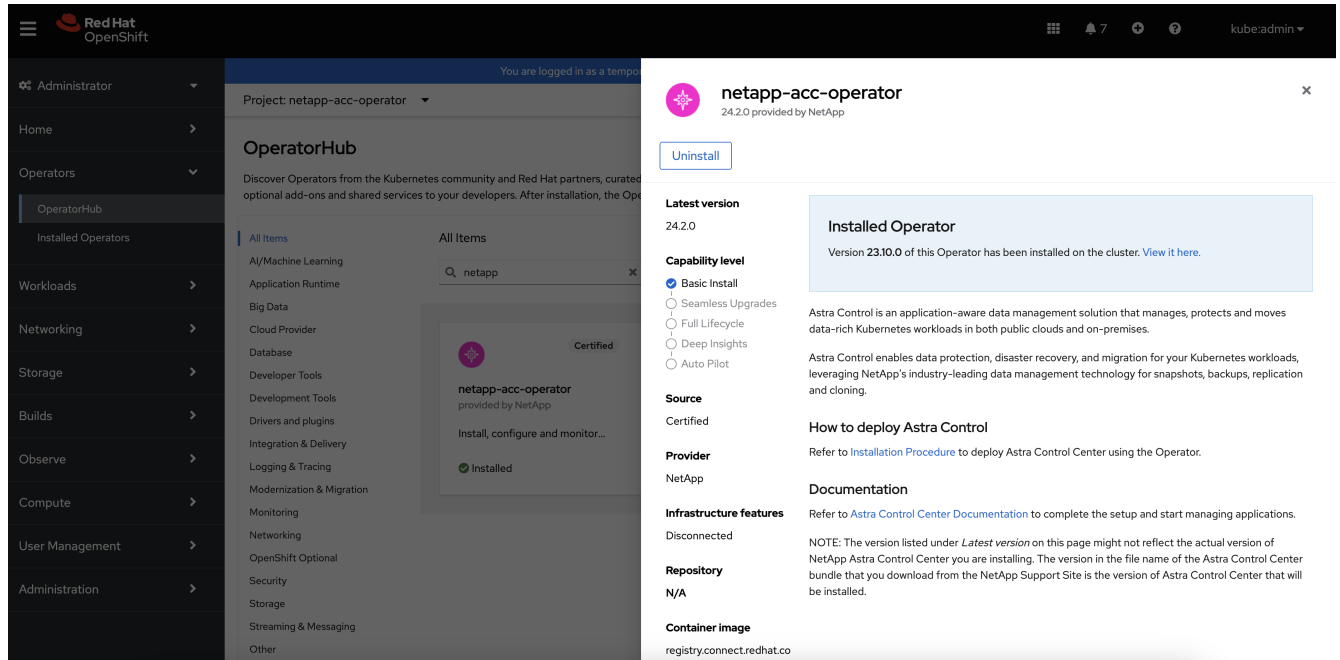 Red Hat
OpenShift
7
kube:admin
Administrator
Home
Operators
OperatorHub
Installed Operators
Workloads
Networking
Storage
Builds
Observe
Compute
User Management
Administration
You are logged in as a tempo
Project: netapp-acc-operator
OperatorHub
Discover Operators from the Kubernetes community and Red Hat partners, curated
optional add-ons and shared services to your developers. After installation, the Ope
All Items
AI/Machine Learning
Application Runtime
Big Data
Cloud Provider
Database
Developer Tools
Development Tools
Drivers and plugins
Integration & Delivery
Logging & Tracing
Modernization & Migration
Monitoring
Networking
OpenShift Optional
Security
Storage
Streaming & Messaging
Other
All Items
netapp
Certified
netapp-acc-operator
provided by NetApp
Install, configure and monitor...
Installed
netapp-acc-operator
24.2.0 provided by NetApp
Uninstall
Latest version
24.2.0
Capability level
Basic Install
Seamless Upgrades
Full Lifecycle
Deep Insights
Auto Pilot
Source
Certified
Provider
NetApp
Infrastructure features
Disconnected
Repository
N/A
Container image
registry.connect.redhat.co
Installed Operator
Version 23.10.0 of this Operator has been installed on the cluster. View it here.
Astra Control is an application-aware data management solution that manages, protects and moves
data-rich Kubernetes workloads in both public clouds and on-premises.
Astra Control enables data protection, disaster recovery, and migration for your Kubernetes workloads,
leveraging NetApp's industry-leading data management technology for snapshots, backups, replication
and cloning.
How to deploy Astra Control
Refer to Installation Procedure to deploy Astra Control Center using the Operator.
Documentation
Refer to Astra Control Center Documentation to complete the setup and start managing applications.
NOTE: The version listed under Latest version on this page might not reflect the actual version of
NetApp Astra Control Center you are installing. The version in the file name of the Astra Control Center
bundle that you download from the NetApp Support Site is the version of Astra Control Center that will
be installed.